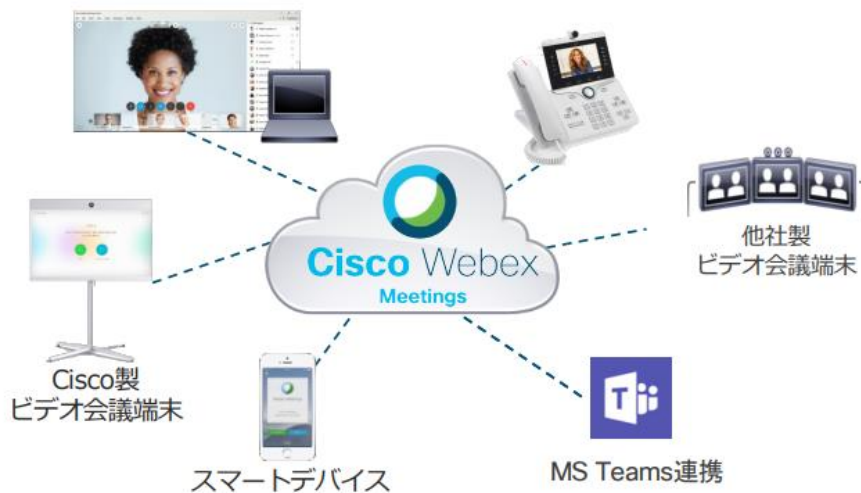 Cisco Webex
Meetings
他社製
ビデオ会議端末
Cisco製
ビデオ会議端末
スマートデバイス
MS Teams連携
T